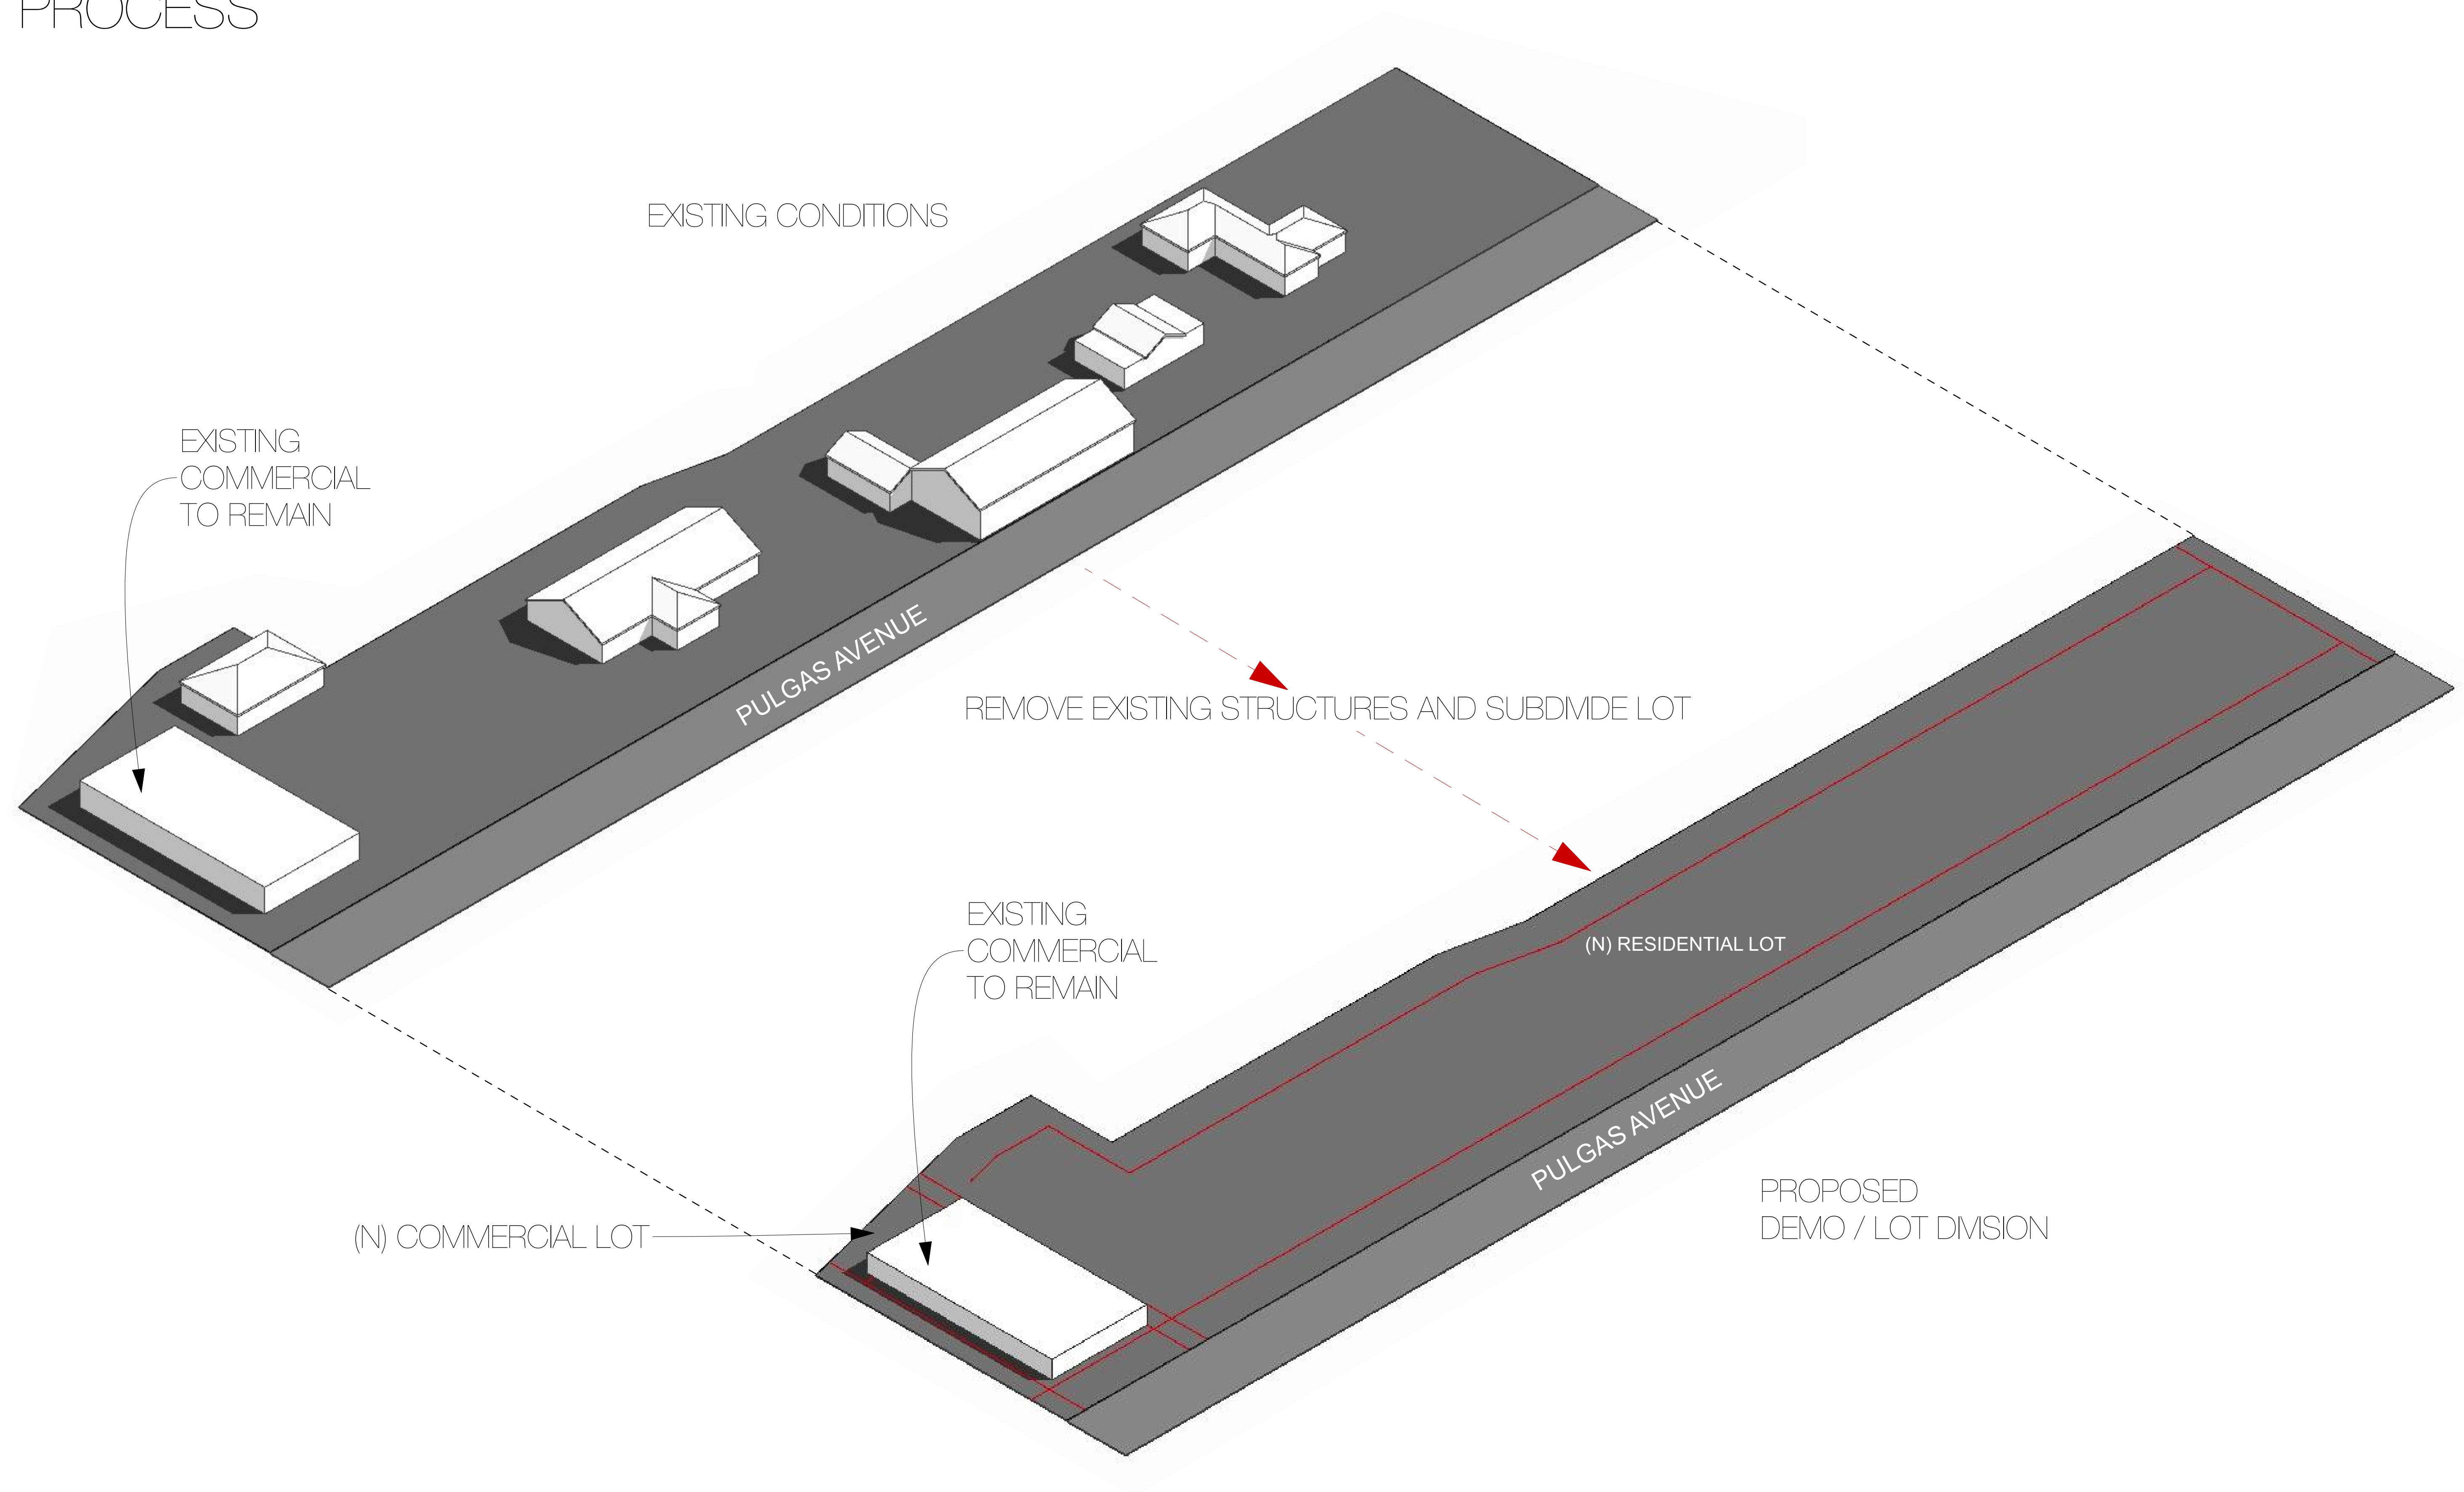 PROCESS
EXISTING CONDITIONS
EXISTING
COMMERCIAL
TO REMAIN
PULGAS AVENUE
REMOVE EXISTING STRUCTURES AND SUBDIVIDE LOT
EXISTING
COMMERCIAL
TO REMAIN
(N) RESIDENTIAL LOT
PULGAS AVENUE
(N) COMMERCIAL LOT
PROPOSED
DEMO / LOT DIVISION